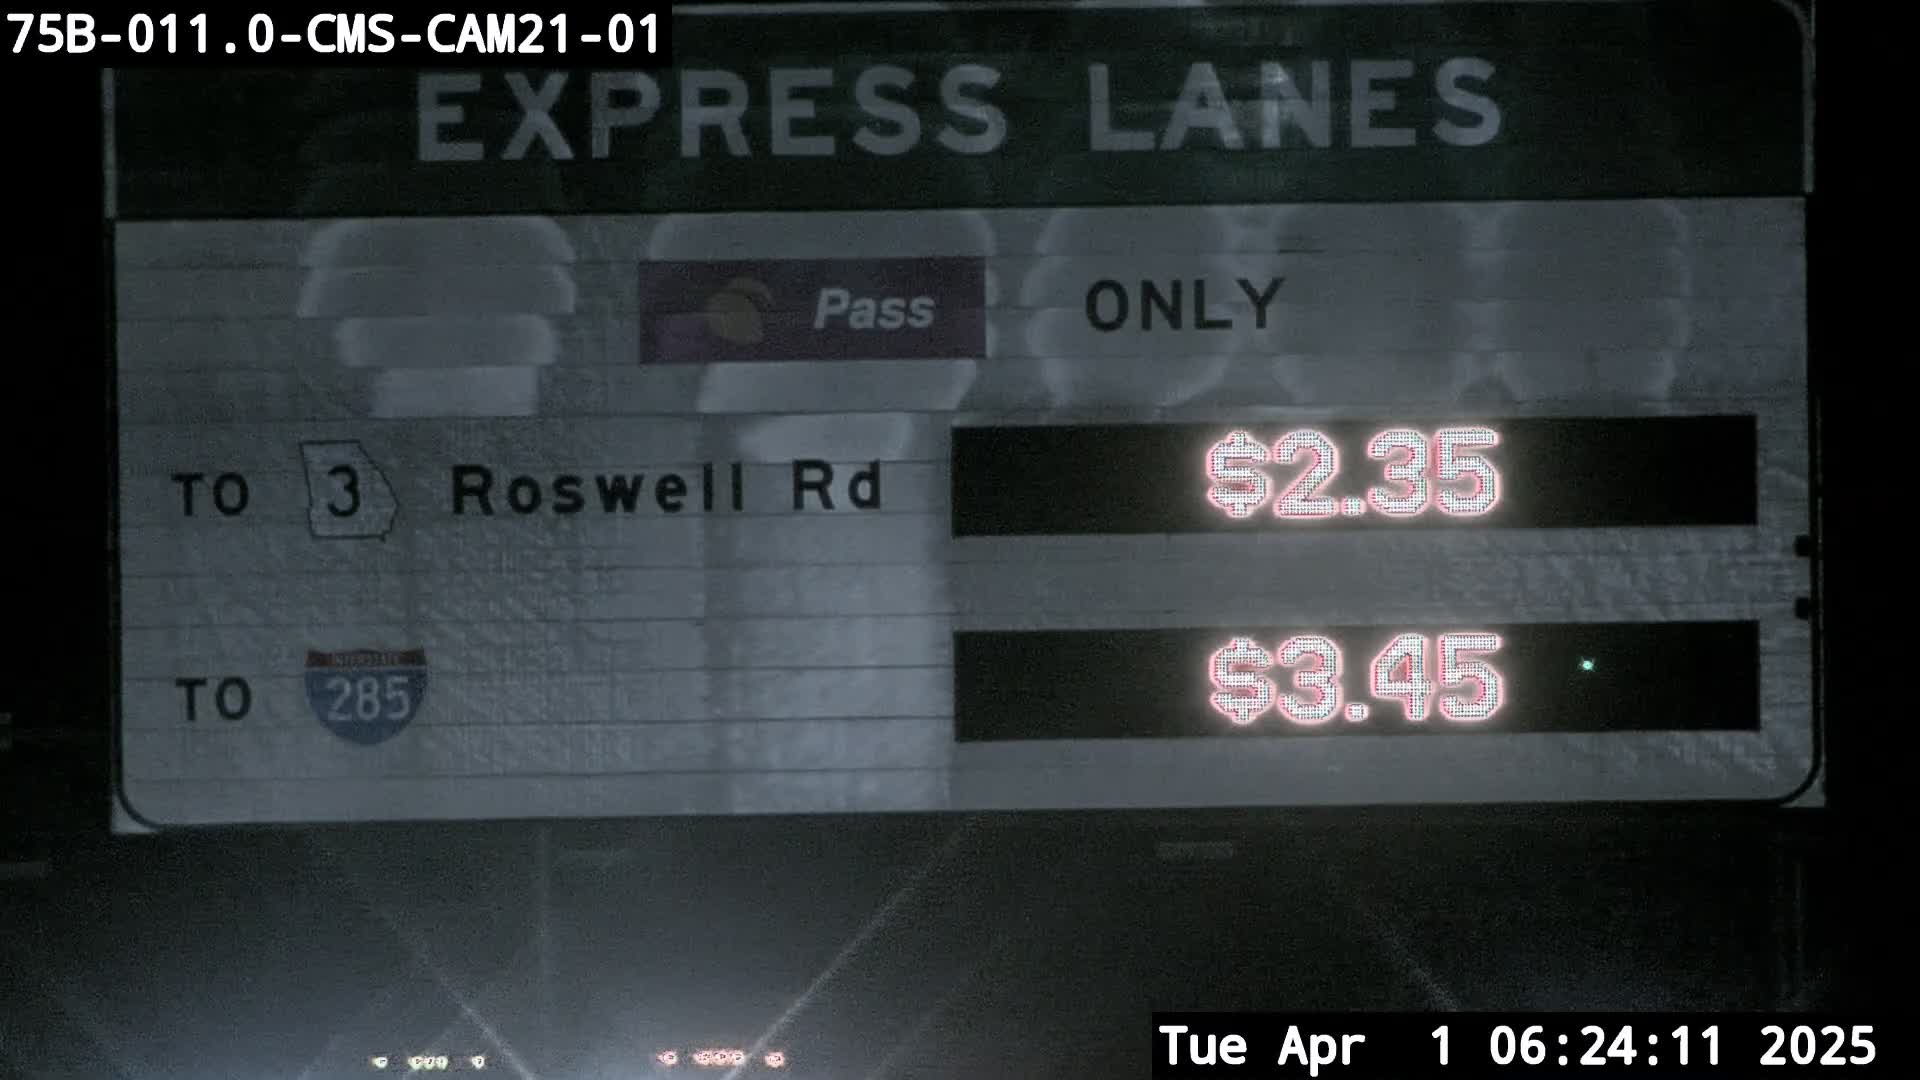 75B-011.0-CMS-CAM21-01
EXPRESS LANES
Pass ONLY
TO 3 Roswell Rd $2.35
INTERSTATE
TO 285 $3.45
Tue Apr 1 06:24:11 2025